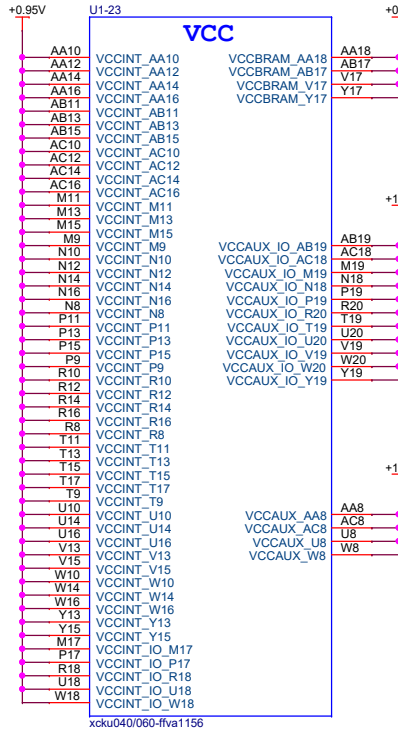 +0.95V
U1-23
+0
VCC
AA10 VCCINT_AA10 VCCBRAM_AA18 AA18
AA12 VCCINT_AA12 VCCBRAM_AB17 AB17
AA14 VCCINT_AA14 VCCBRAM_V17 V17
AA16 VCCINT_AA16 VCCBRAM_Y17 Y17
AB11 VCCINT_AB11
AB13 VCCINT_AB13
AB15 VCCINT_AB15
AC10 VCCINT_AC10
AC12 VCCINT_AC12
AC14 VCCINT_AC14
AC16 VCCINT_AC16
M11 VCCINT_M11 +1
M13 VCCINT_M13
M15 VCCINT_M15
M9 VCCINT_M9 VCCAUX_IO_AB19 AB19
N10 VCCINT_N10 VCCAUX_IO_AC18 AC18
N12 VCCINT_N12 VCCAUX_IO_M19 M19
N14 VCCINT_N14 VCCAUX_IO_N18 N18
N16 VCCINT_N16 VCCAUX_IO_P19 P19
N8 VCCINT_N8 VCCAUX_IO_R20 R20
P11 VCCINT_P11 VCCAUX_IO_T19 T19
P13 VCCINT_P13 VCCAUX_IO_U20 U20
P15 VCCINT_P15 VCCAUX_IO_V19 V19
P9 VCCINT_P9 VCCAUX_IO_W20 W20
R10 VCCINT_R10 VCCAUX_IO_Y19 Y19
R12 VCCINT_R12
R14 VCCINT_R14
R16 VCCINT_R16
R8 VCCINT_R8
T11 VCCINT_T11
T13 VCCINT_T13 +1
T15 VCCINT_T15
T17 VCCINT_T17
T9 VCCINT_T9
U10 VCCINT_U10 VCCAUX_AA8 AA8
U14 VCCINT_U14 VCCAUX_AC8 AC8
U16 VCCINT_U16 VCCAUX_U8 U8
V13 VCCINT_V13 VCCAUX_W8 W8
V15 VCCINT_V15
W10 VCCINT_W10
W14 VCCINT_W14
W16 VCCINT_W16
Y13 VCCINT_Y13
Y15 VCCINT_Y15
M17 VCCINT_IO_M17
P17 VCCINT_IO_P17
R18 VCCINT_IO_R18
U18 VCCINT_IO_U18
W18 VCCINT_IO_W18
xcku040/060-ffva1156